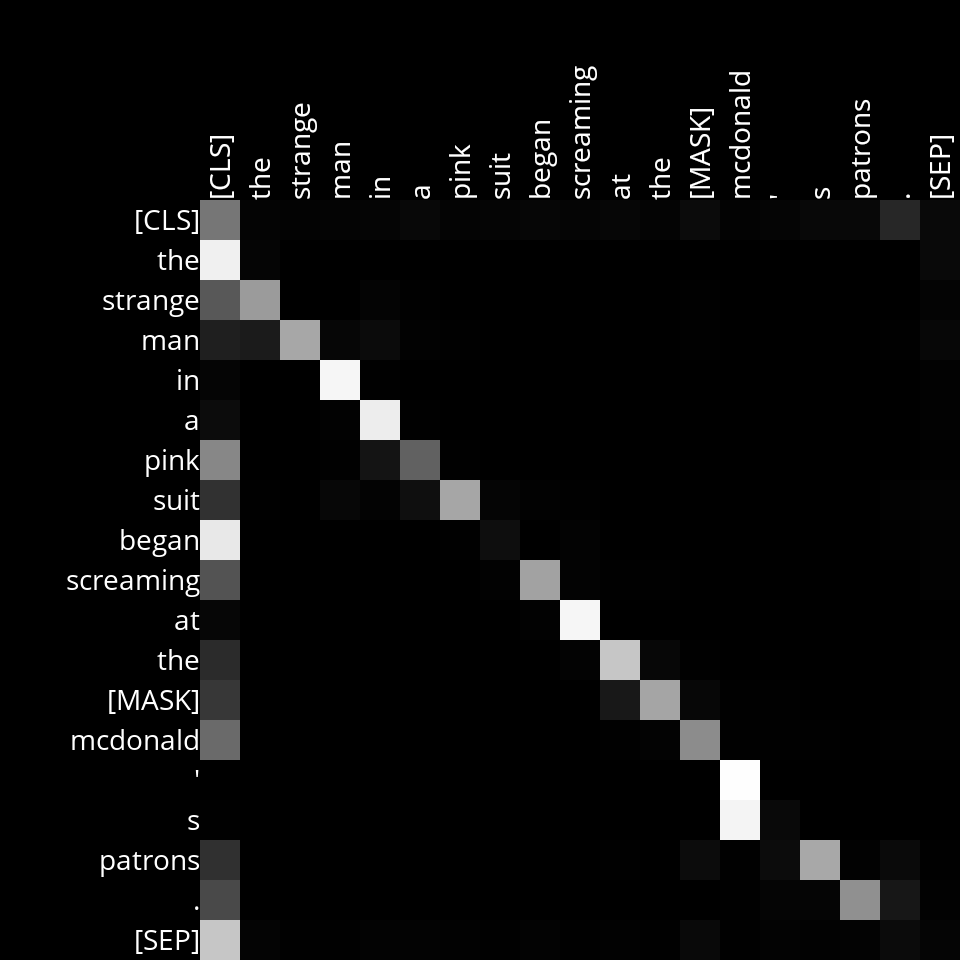 [CLS] the strange man in a pink suit began screaming at the [MASK] mcdonald ' s patrons . [SEP]
[CLS]
the
strange
man
in
a
pink
suit
began
screaming
at
the
[MASK]
mcdonald
'
s
patrons
.
[SEP]